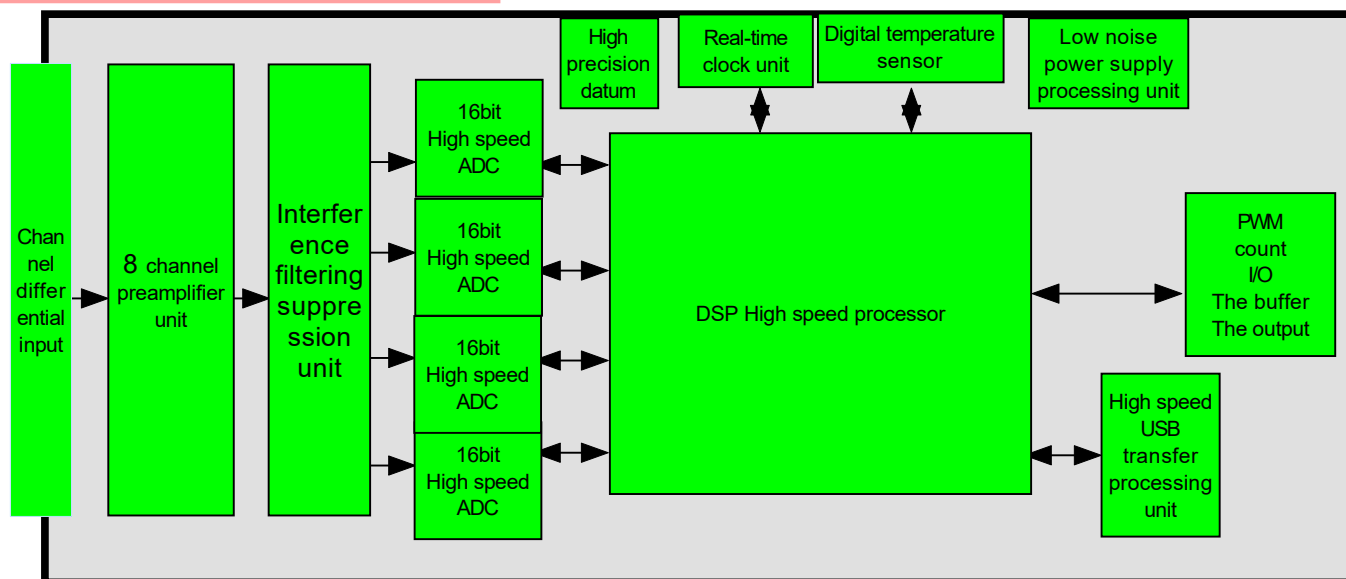 Chan
nel
differ
ential
input
8 channel
preamplifier
unit
Interfer
ence
filtering
suppre
ssion
unit
16bit
High speed
ADC
16bit
High speed
ADC
16bit
High speed
ADC
16bit
High speed
ADC
High
precision
datum
Real-time
clock unit
Digital temperature
sensor
Low noise
power supply
processing unit
DSP High speed processor
PWM
count
I/O
The buffer
The output
High speed
USB
transfer
processing
unit